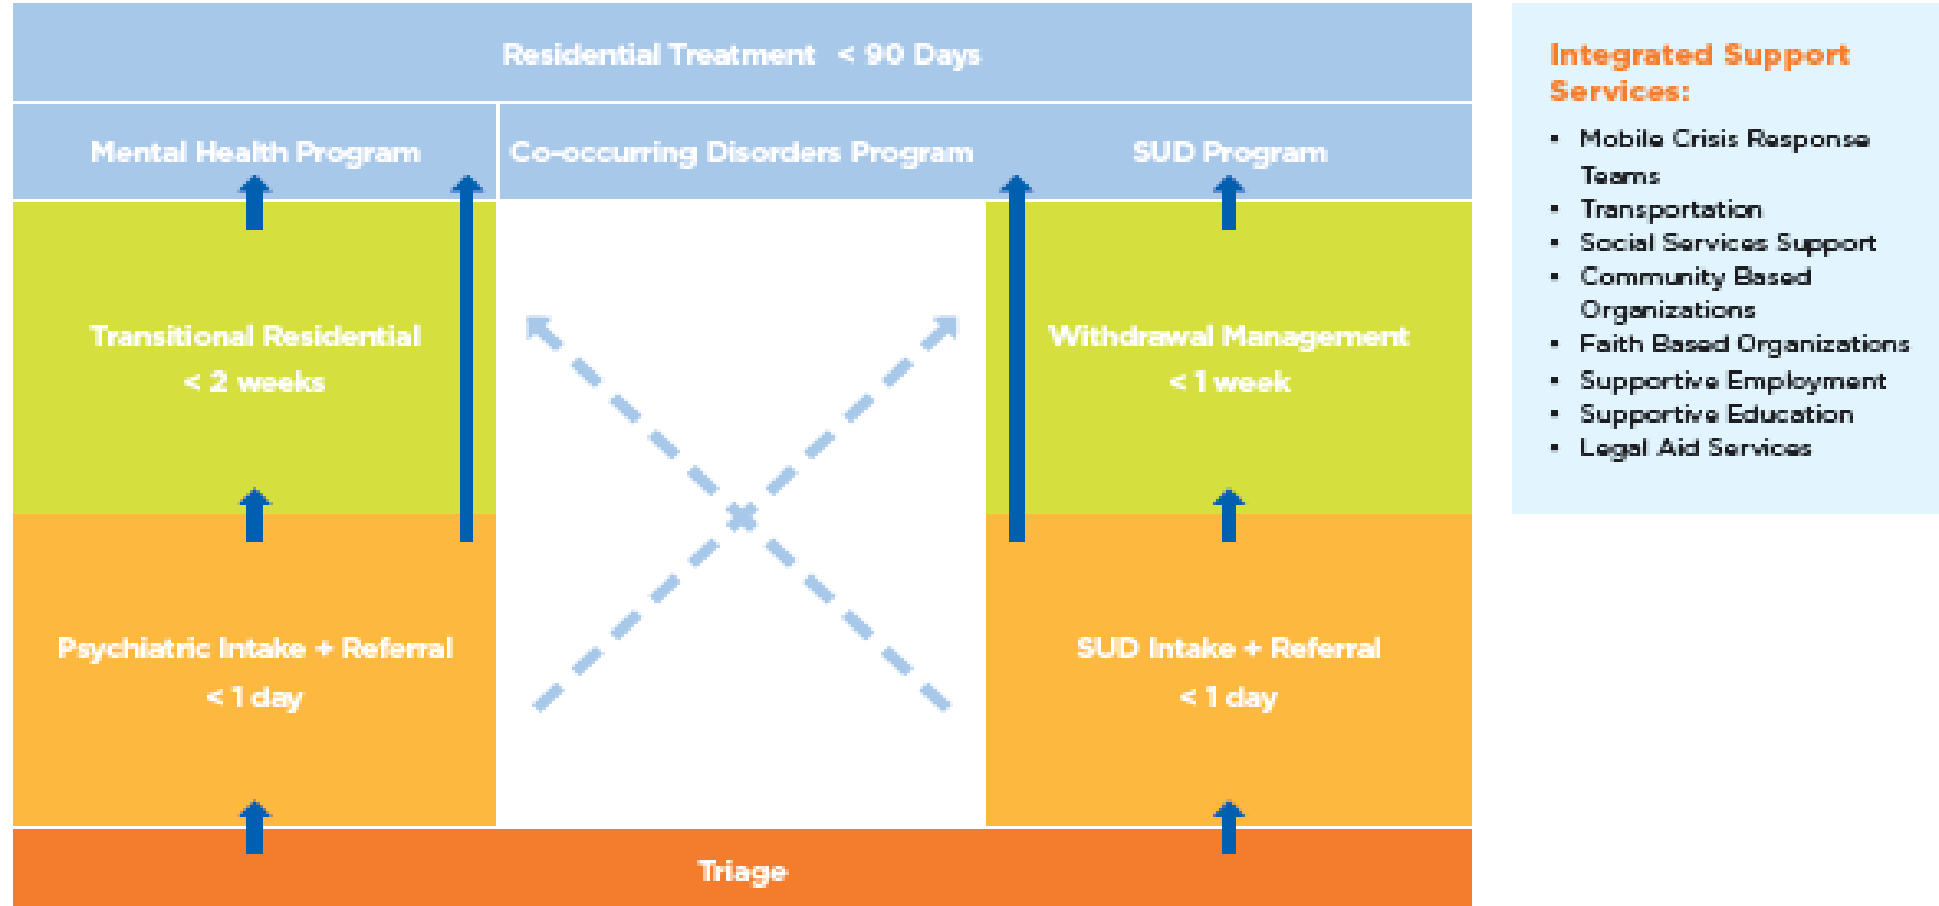 Residential Treatment < 90 Days
Mental Health Program
Co-occurring Disorders Program
SUD Program
Transitional Residential
< 2 weeks
Withdrawal Management
< 1 week
Psychiatric Intake + Referral
< 1 day
SUD Intake + Referral
< 1 day
Triage
Integrated Support
Services:
• Mobile Crisis Response
Teams
• Transportation
• Social Services Support
• Community Based
Organizations
• Faith Based Organizations
• Supportive Employment
• Supportive Education
• Legal Aid Services